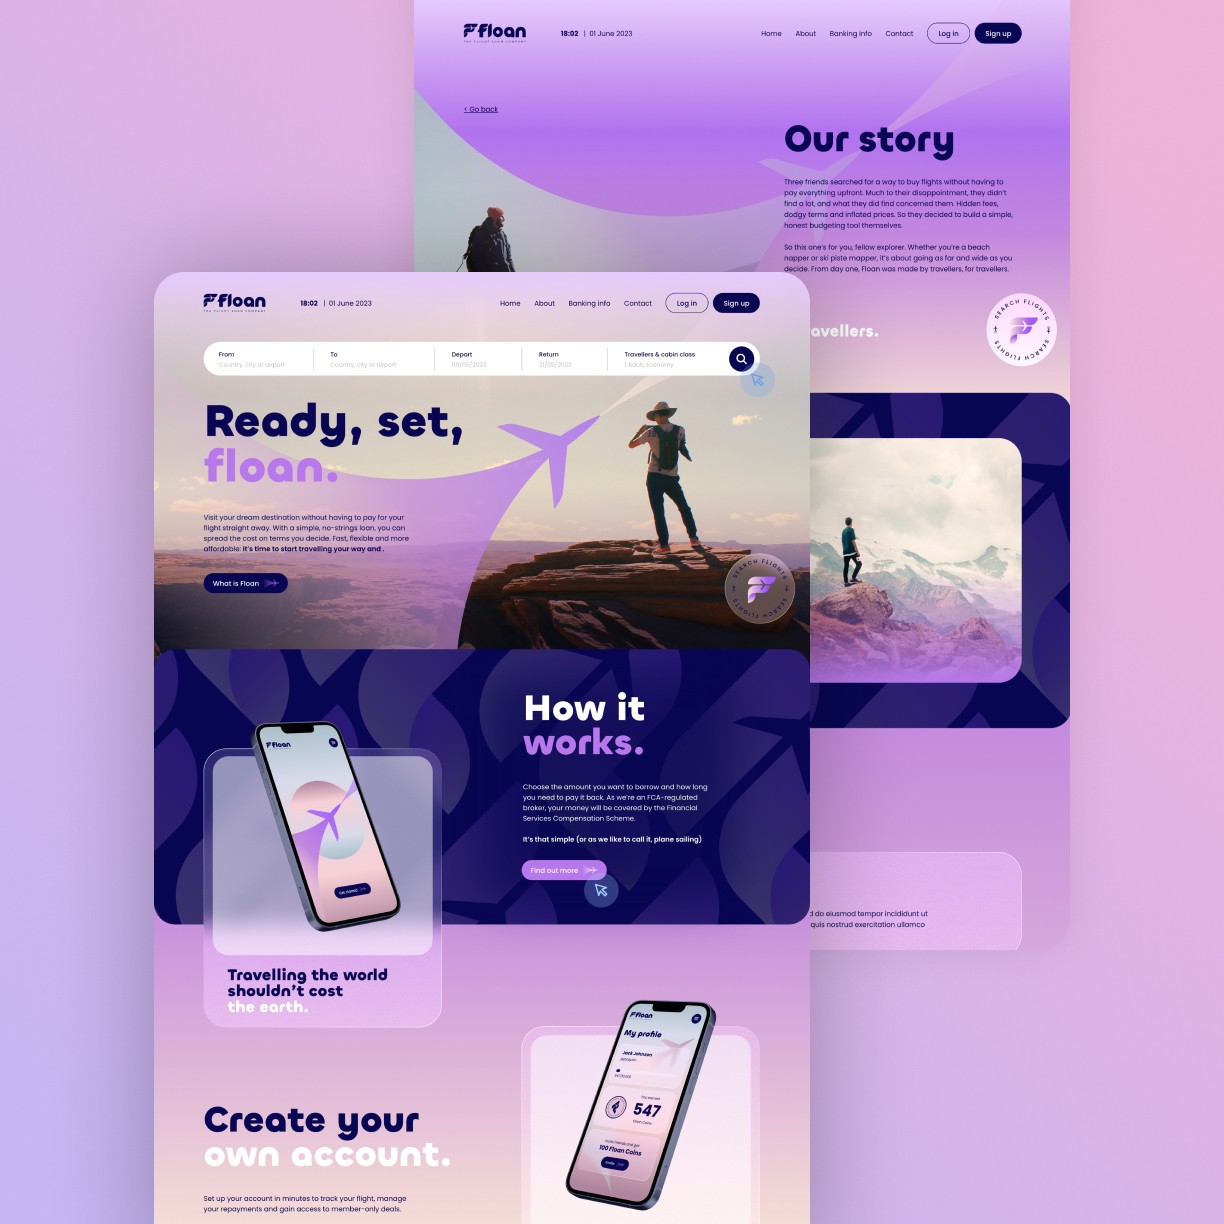 floan
THE FLIGHT LOAN COMPANY
18:02 | 01 June 2023
Home About Banking info Contact Log in Sign up
< Go back
Our story
Three friends searched for a way to buy flights without having to
pay everything upfront. Much to their disappointment, they didn't
find a lot, and what they did find concerned them. Hidden fees,
dodgy terms and inflated prices. So they decided to build a simple,
honest budgeting tool themselves.
So this one's for you, fellow explorer. Whether you're a beach
napper or ski piste mapper, it's about going as far and wide as you
decide. From day one, Floan was made by travellers, for travellers.
avellers.
SEARCH FLIGHTS
SEARCH FLIGHTS
d do eiusmod tempor incididunt ut
quis nostrud exercitation ullamco
floan
THE FLIGHT LOAN COMPANY
18:02 | 01 June 2023
Home About Banking info Contact Log in Sign up
From To Depart Return Travellers & cabin class
Country, city or airport Country, city or airport 09/09/2023 21/09/2023 1 Adult, Economy
Ready, set,
floan.
Visit your dream destination without having to pay for your
flight straight away. With a simple, no-strings loan, you can
spread the cost on terms you decide. Fast, flexible and more
affordable: it's time to start travelling your way and .
What is Floan
SEARCH FLIGHTS
SEARCH FLIGHTS
How it
works.
Choose the amount you want to borrow and how long
you need to pay it back. As we're an FCA-regulated
broker, your money will be covered by the Financial
Services Compensation Scheme.
It's that simple (or as we like to call it, plane sailing)
Find out more
floan
Get started
Travelling the world
shouldn't cost
the earth.
floan
My profile
Jack Johnson
You earned
547
Floan Coins
Invite friends and get
100 Floan Coins
Invite
Create your
own account.
Set up your account in minutes to track your flight, manage
your repayments and gain access to member-only deals.